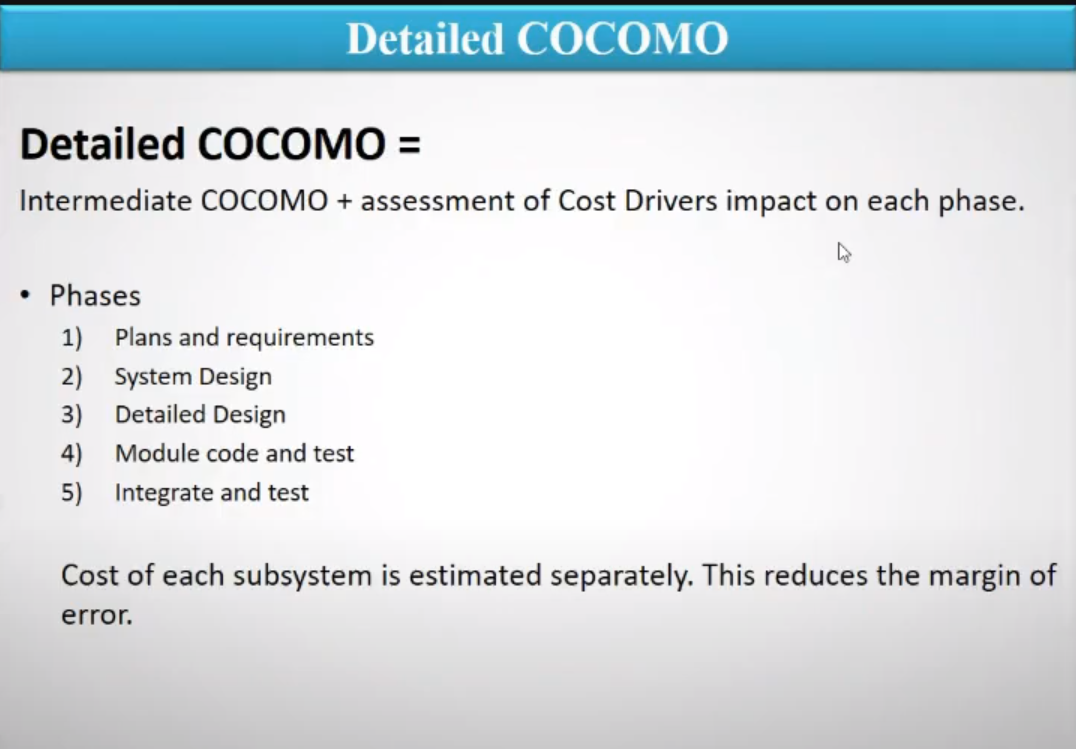 Detailed COCOMO
Detailed COCOMO =
Intermediate COCOMO + assessment of Cost Drivers impact on each phase.
• Phases
1) Plans and requirements
2) System Design
3) Detailed Design
4) Module code and test
5) Integrate and test
Cost of each subsystem is estimated separately. This reduces the margin of
error.